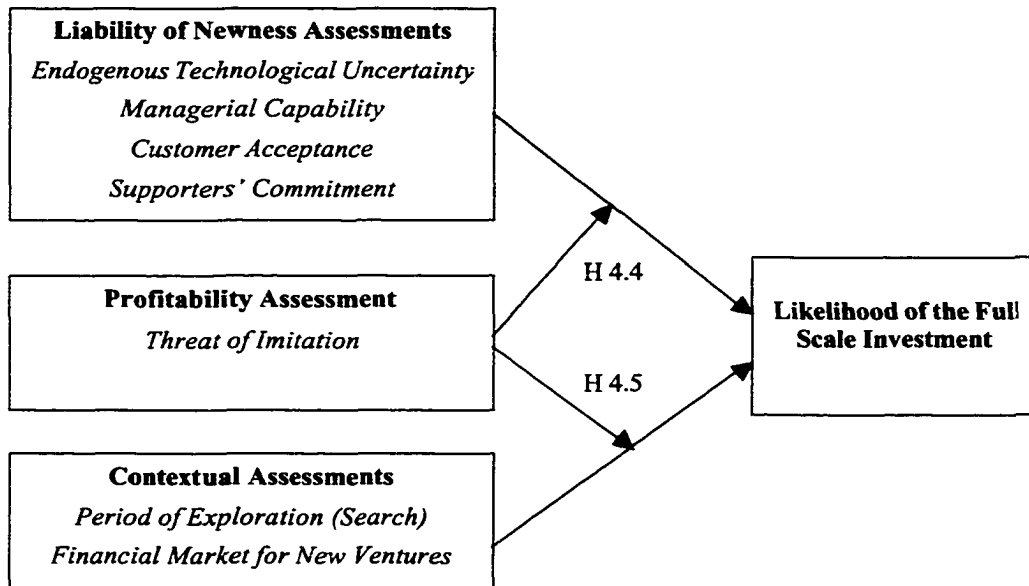 Liability of Newness Assessments
Endogenous Technological Uncertainty
Managerial Capability
Customer Acceptance
Supporters' Commitment
H 4.4
Profitability Assessment
Threat of Imitation
Likelihood of the Full
Scale Investment
H 4.5
Contextual Assessments
Period of Exploration (Search)
Financial Market for New Ventures